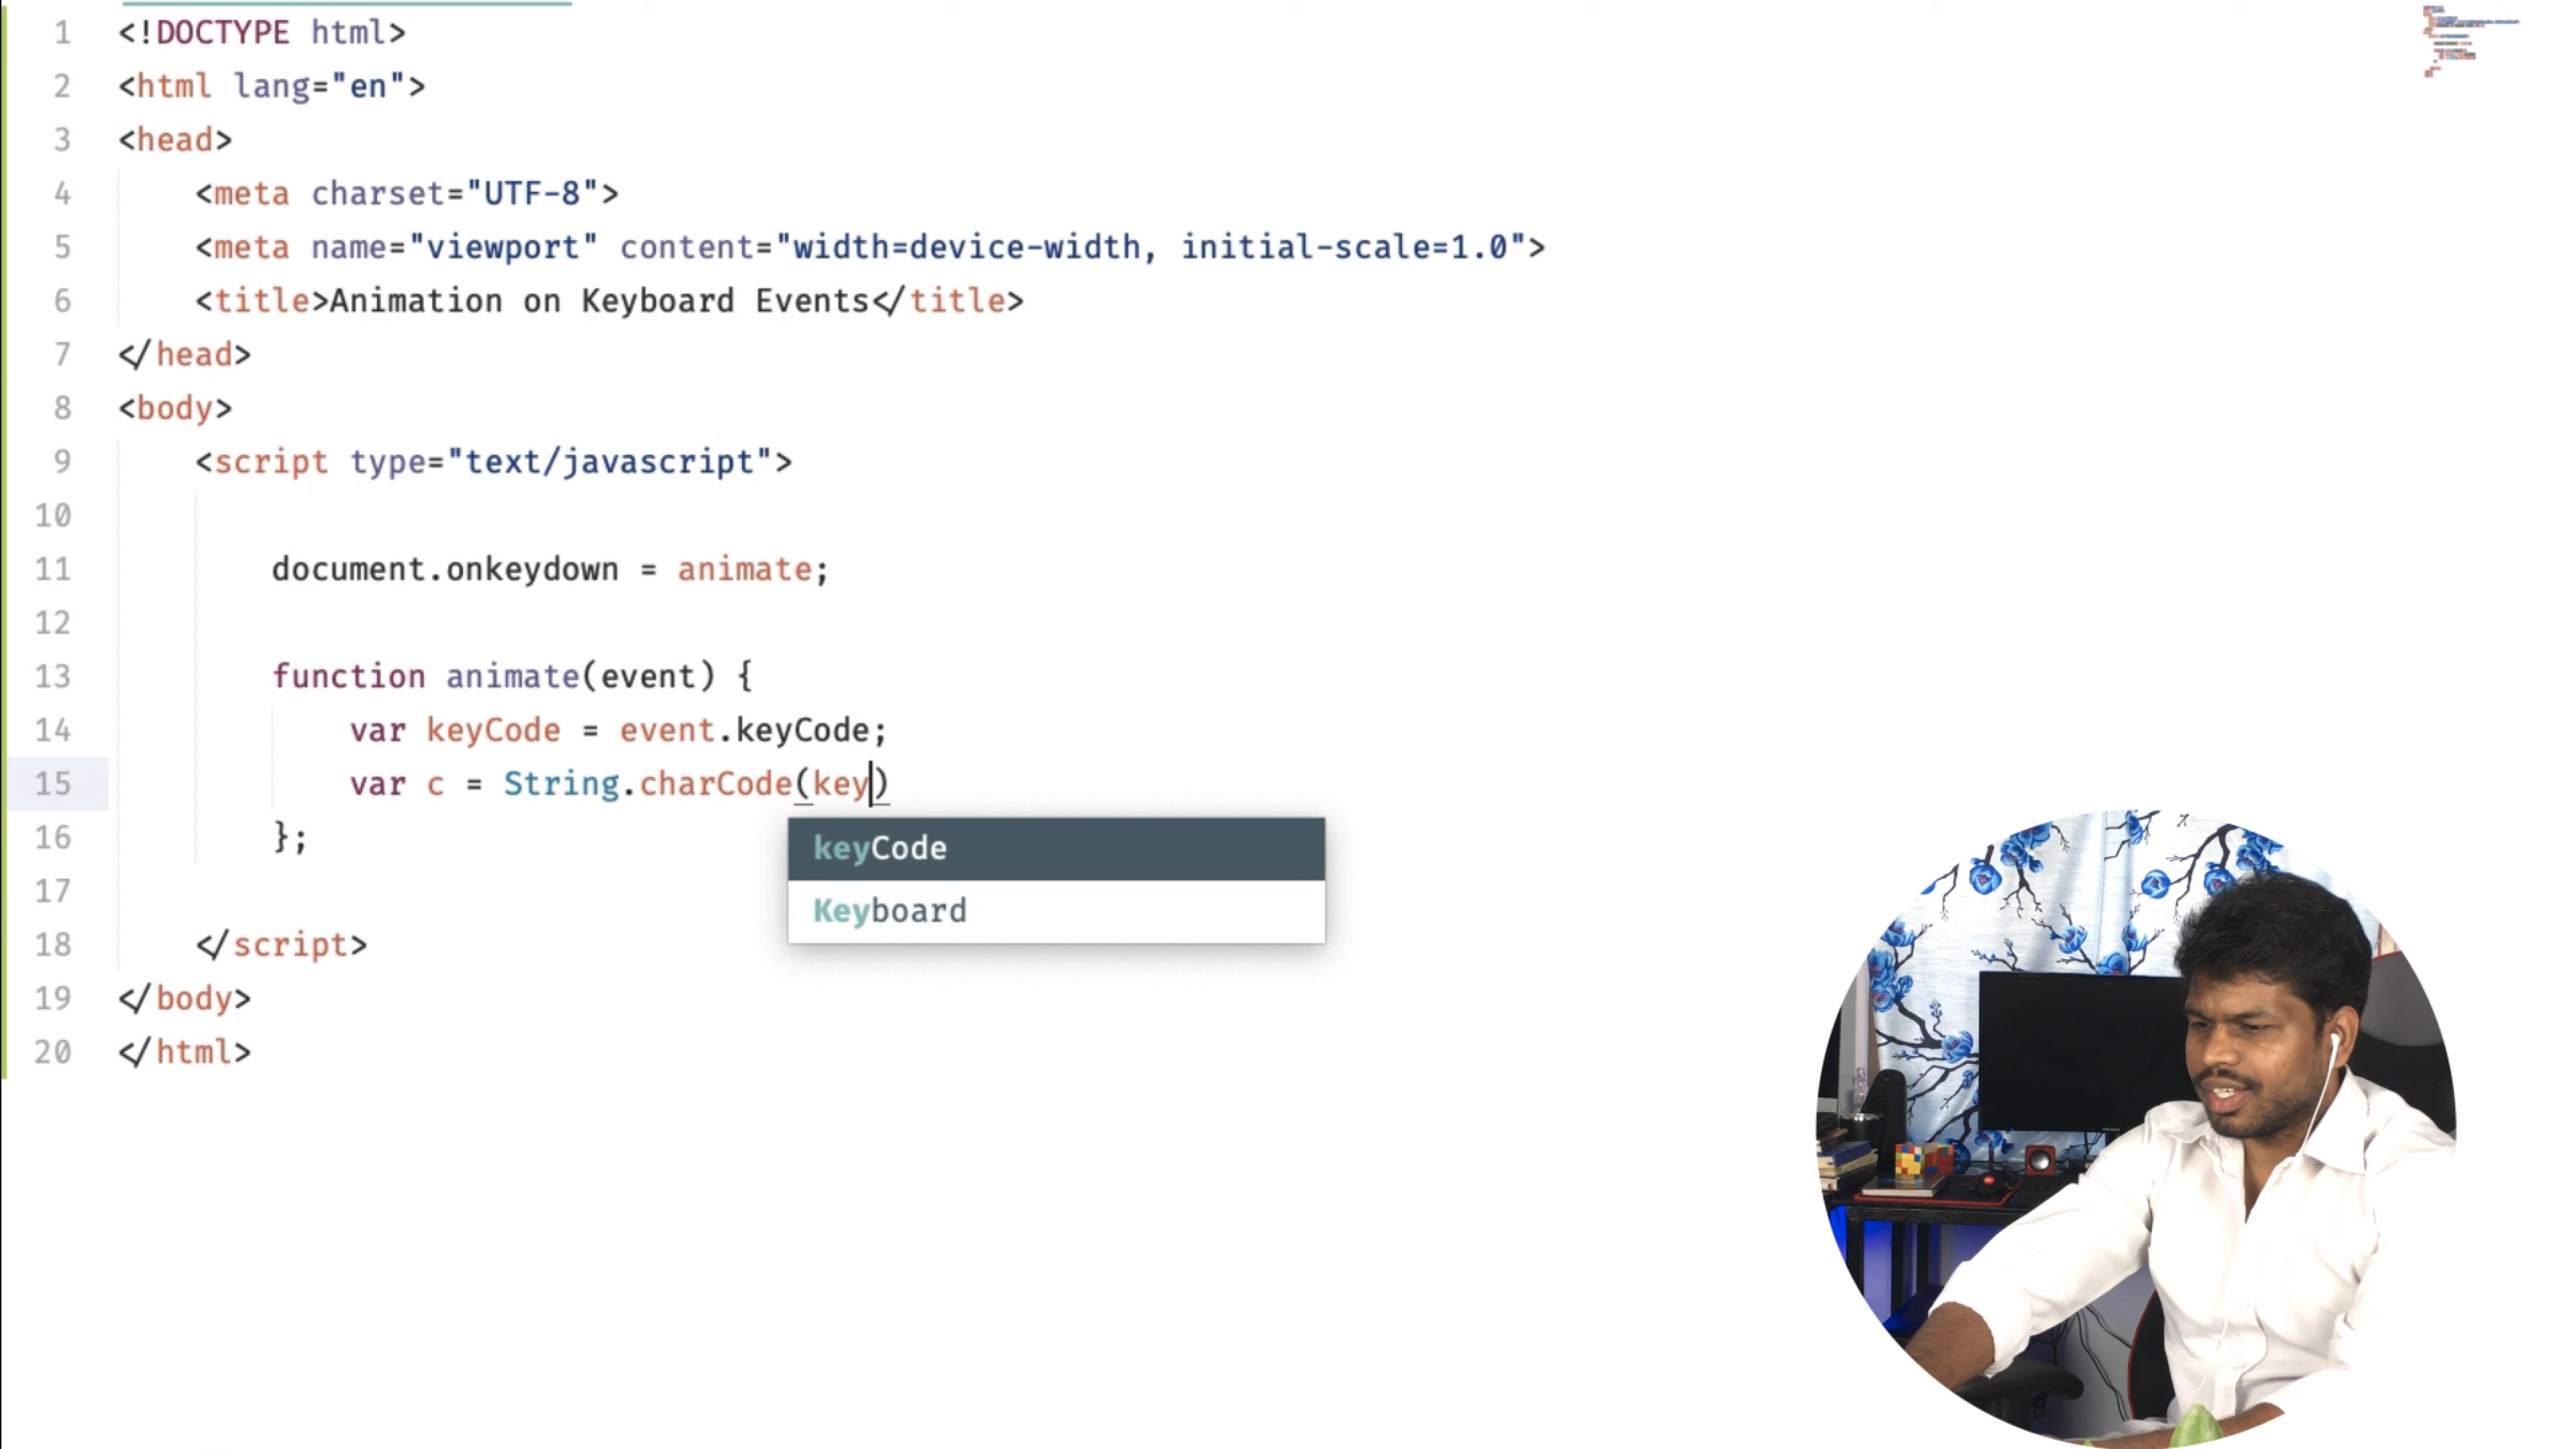 1 <!DOCTYPE html>
2 <html lang="en">
3 <head>
4 <meta charset="UTF-8">
5 <meta name="viewport" content="width=device-width, initial-scale=1.0">
6 <title>Animation on Keyboard Events</title>
7 </head>
8 <body>
9 <script type="text/javascript">
10
11 document.onkeydown = animate;
12
13 function animate(event) {
14 var keyCode = event.keyCode;
15 var c = String.charCode(key)
16 };
keyCode
17
Keyboard
18 </script>
19 </body>
20 </html>